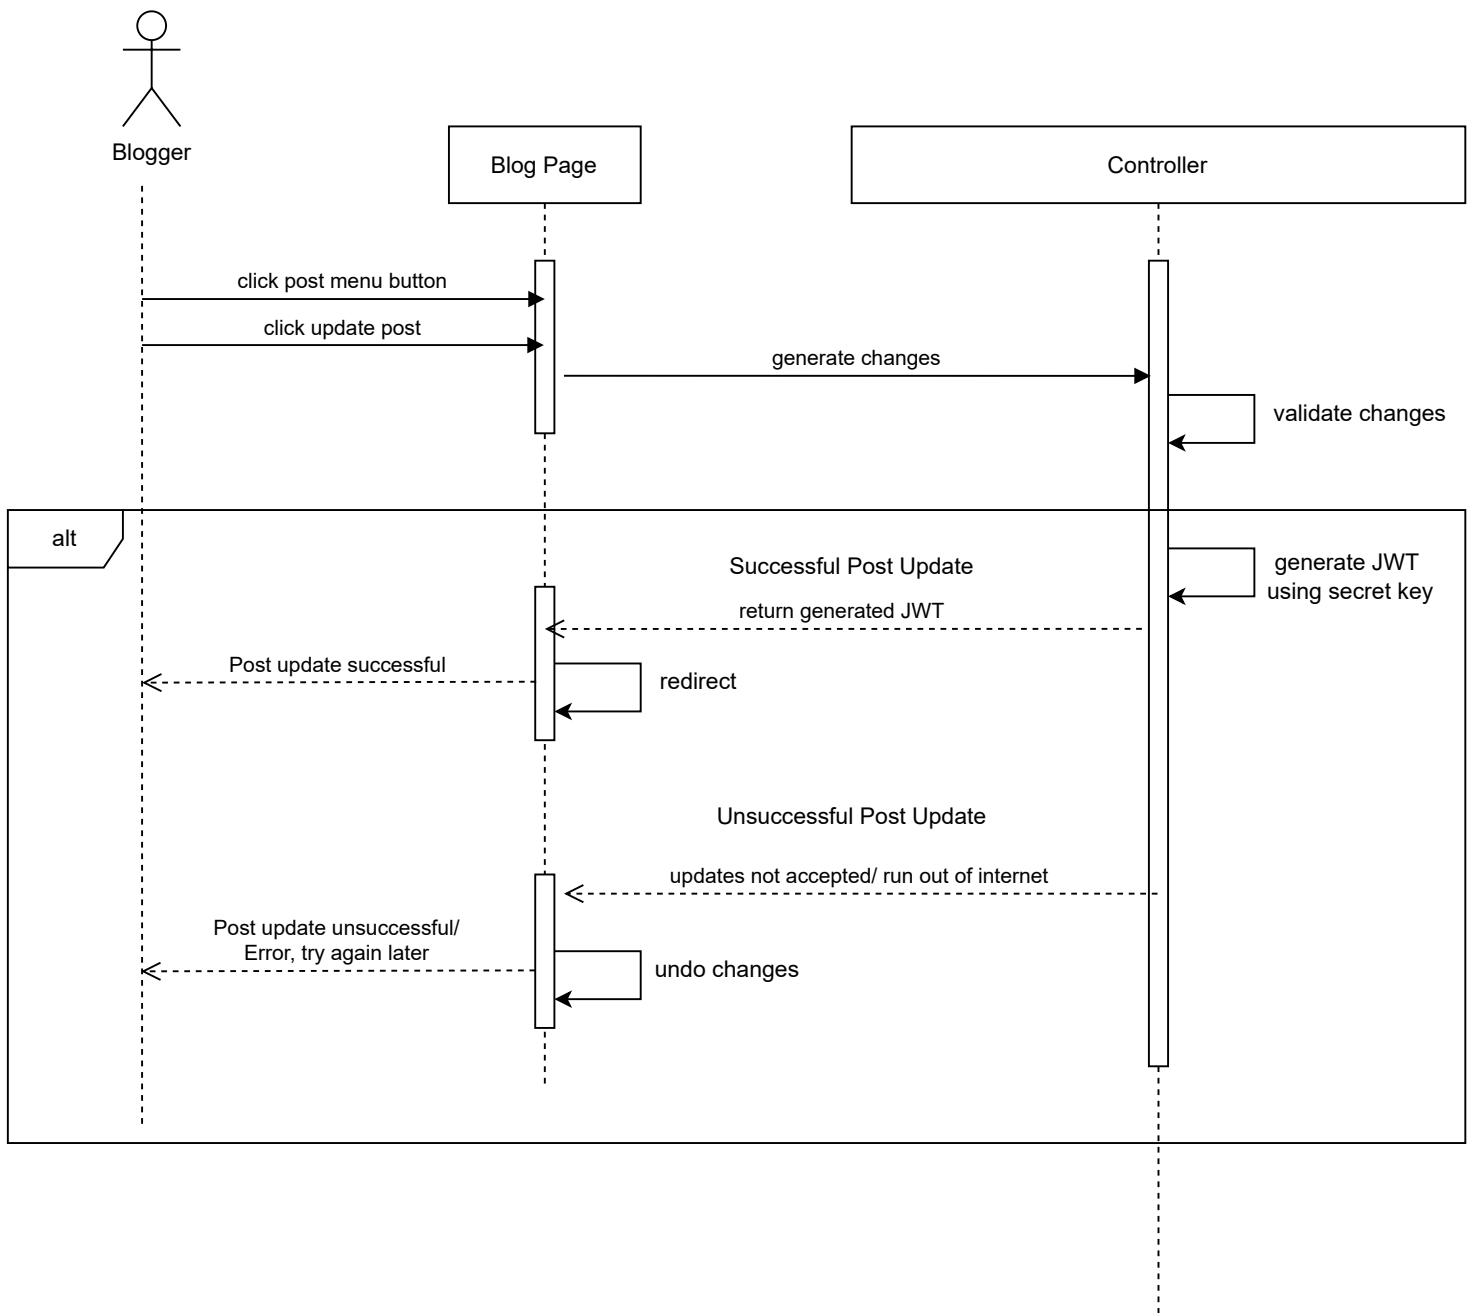 Blogger
Blog Page
Controller
click post menu button
click update post
generate changes
validate changes
alt
Successful Post Update
generate JWT
using secret key
return generated JWT
Post update successful
redirect
Unsuccessful Post Update
updates not accepted/ run out of internet
Post update unsuccessful/
Error, try again later
undo changes